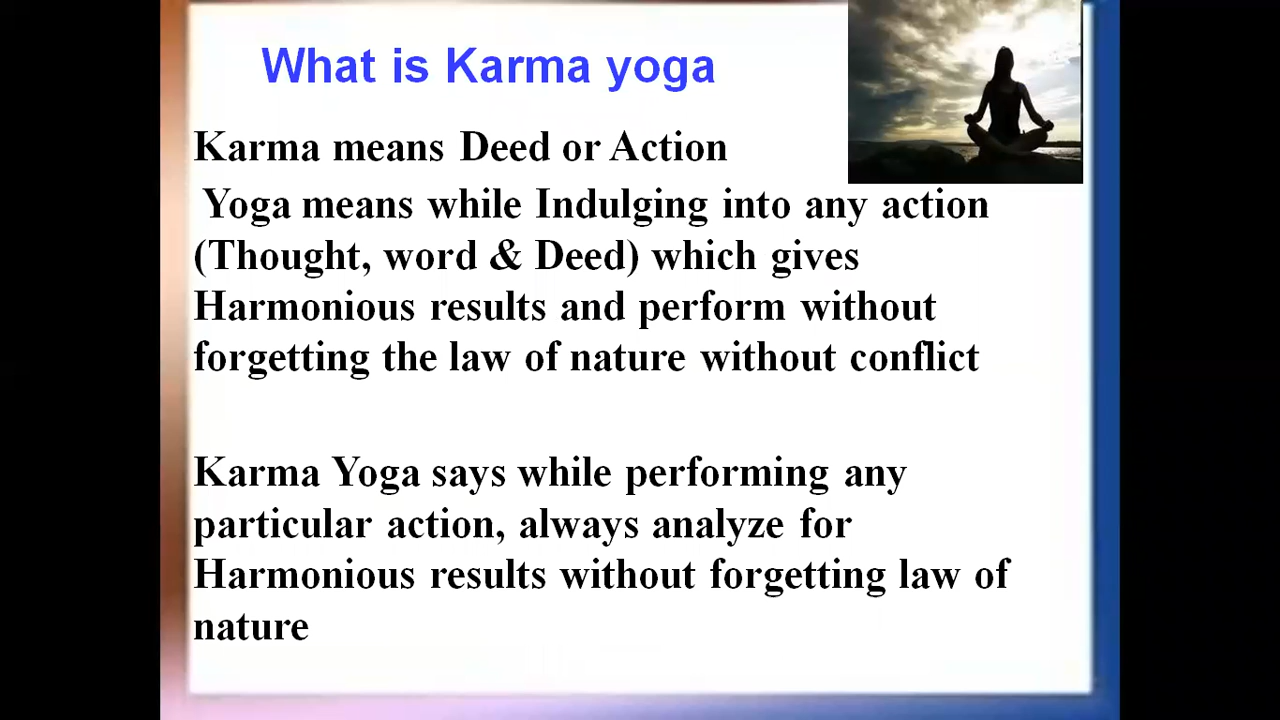 What is Karma yoga
Karma means Deed or Action
Yoga means while Indulging into any action
(Thought, word & Deed) which gives
Harmonious results and perform without
forgetting the law of nature without conflict
Karma Yoga says while performing any
particular action, always analyze for
Harmonious results without forgetting law of
nature